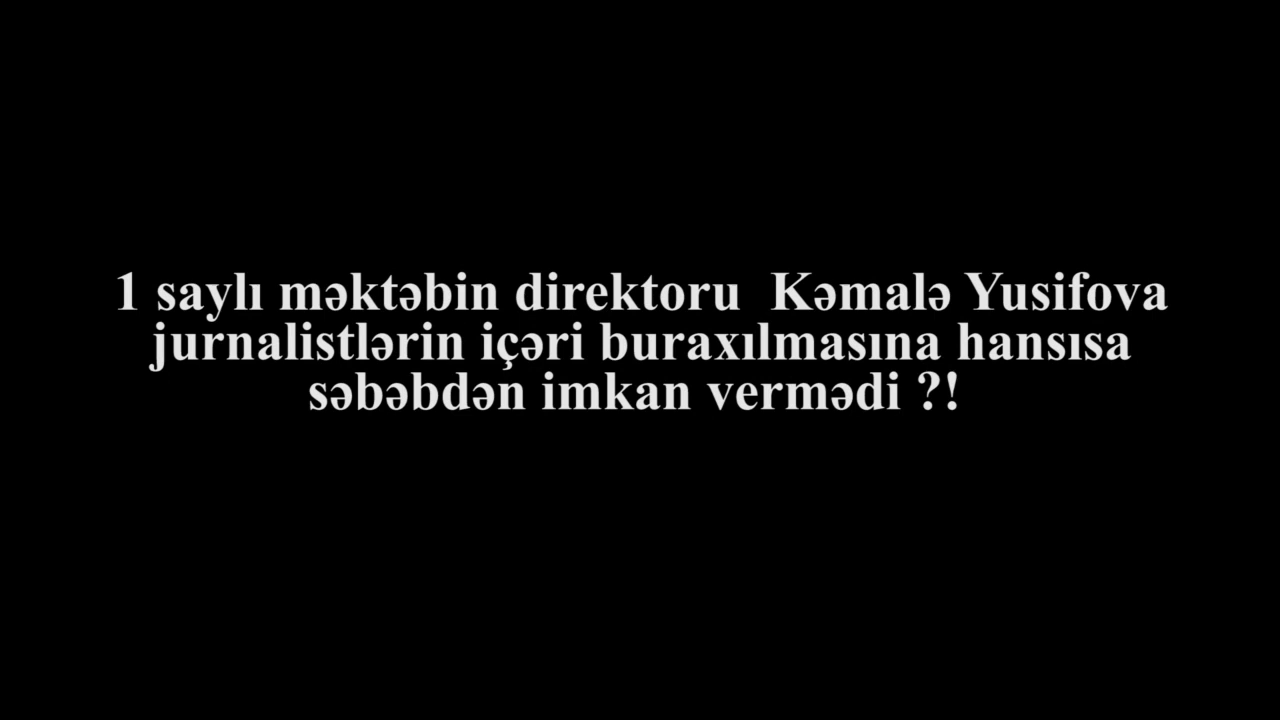 1 saylı məktəbin direktoru  Kəmalə Yusifova
jurnalistlərin içəri buraxılmasına hansısa
səbəbdən imkan vermədi ?!